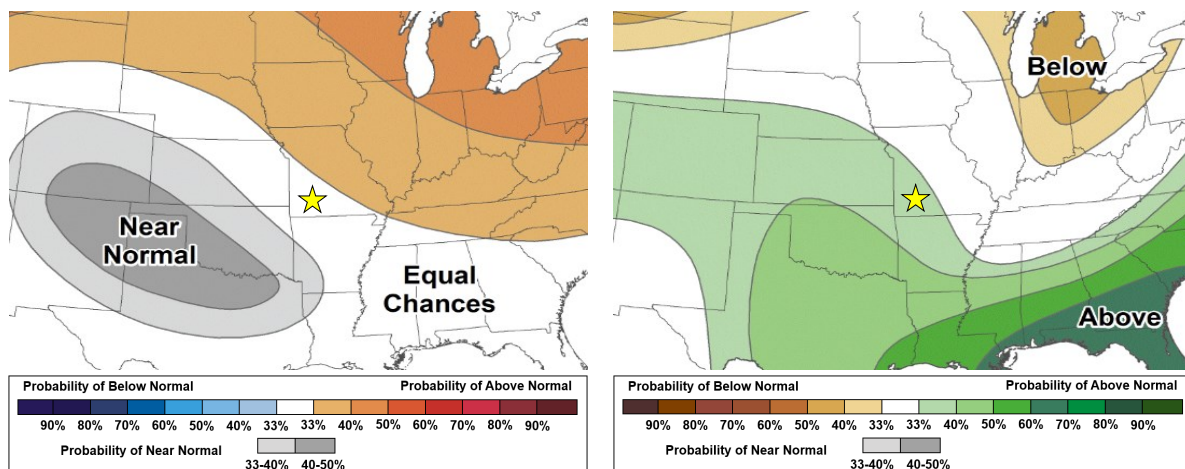 Near
Normal
Equal
Chances
Probability of Below Normal
Probability of Above Normal
90% 80% 70% 60% 50% 40% 33% 33% 40% 50% 60% 70% 80% 90%
Probability of Near Normal
33-40% 40-50%
Below
Above
Probability of Below Normal
Probability of Above Normal
90% 80% 70% 60% 50% 40% 33% 33% 40% 50% 60% 70% 80% 90%
Probability of Near Normal
33-40% 40-50%